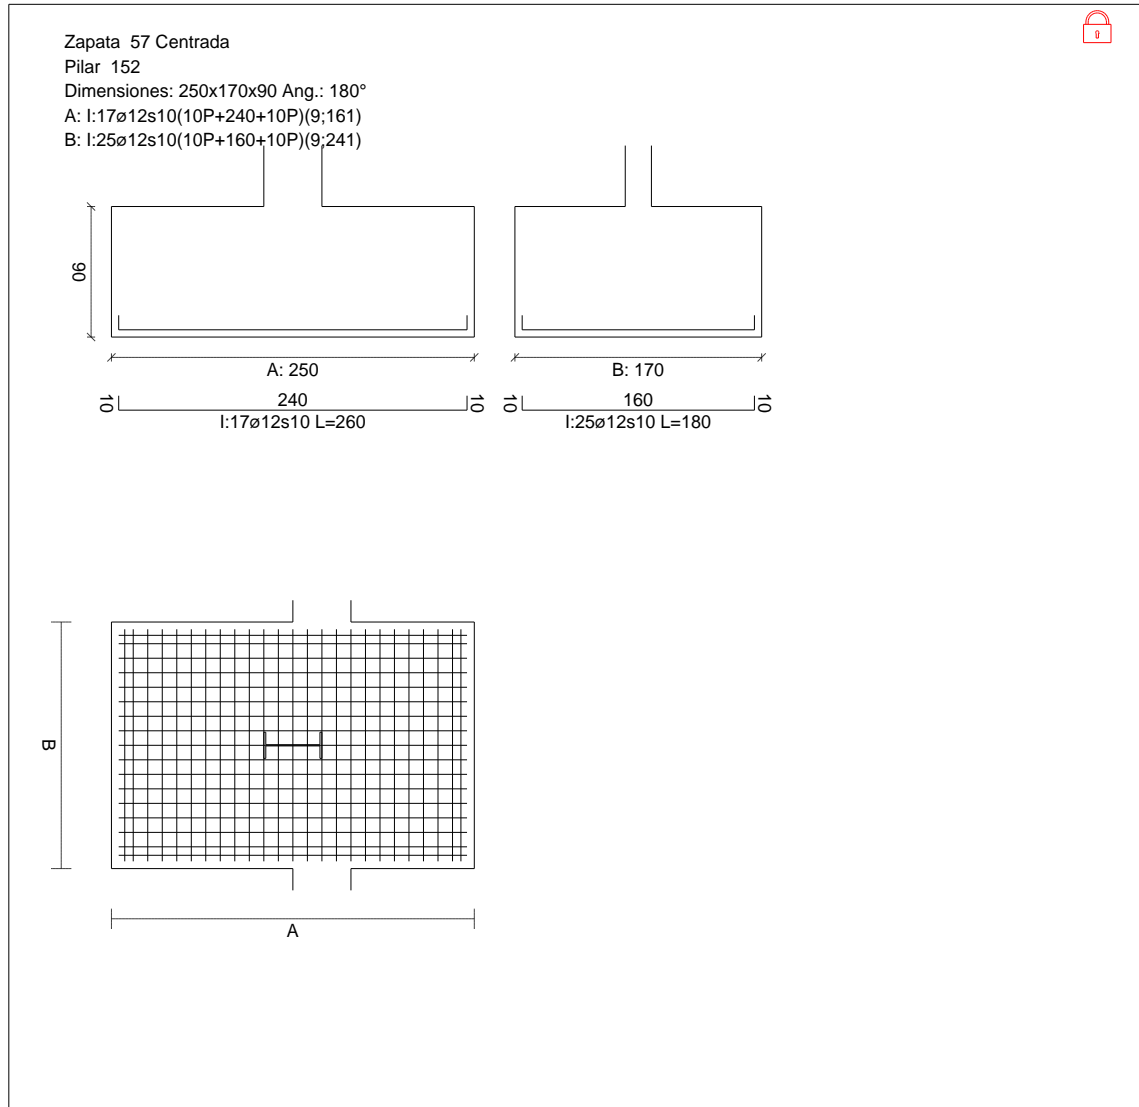 Zapata 57 Centrada
Pilar 152
Dimensiones: 250x170x90 Ang.: 180°
A: I:17ø12s10(10P+240+10P)(9;161)
B: I:25ø12s10(10P+160+10P)(9;241)
90
A: 250
B: 170
10 240 10
10 160 10
I:17ø12s10 L=260
I:25ø12s10 L=180
B
A